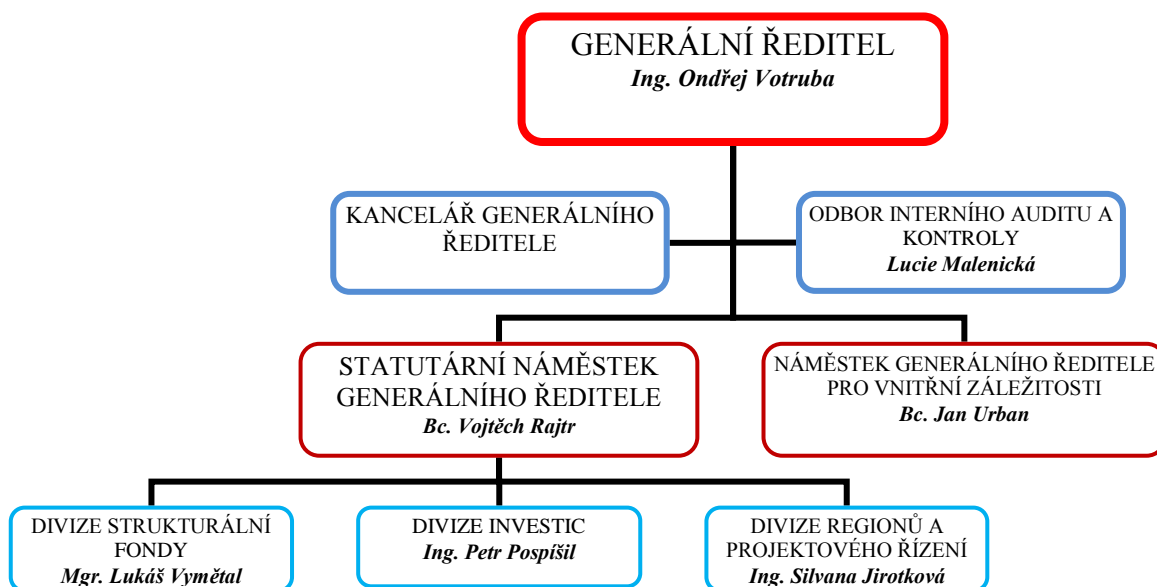 GENERÁLNÍ ŘEDITEL
Ing. Ondřej Votruba
KANCELÁŘ GENERÁLNÍHO
ŘEDITELE
ODBOR INTERNÍHO AUDITU A
KONTROLY
Lucie Malenická
STATUTÁRNÍ NÁMĚSTEK
GENERÁLNÍHO ŘEDITELE
Bc. Vojtěch Rajtr
NÁMĚSTEK GENERÁLNÍHO ŘEDITELE
PRO VNITŘNÍ ZÁLEŽITOSTI
Bc. Jan Urban
DIVIZE STRUKTURÁLNÍ
FONDY
Mgr. Lukáš Vymětal
DIVIZE INVESTIC
Ing. Petr Pospíšil
DIVIZE REGIONŮ A
PROJEKTOVÉHO ŘÍZENÍ
Ing. Silvana Jirotková